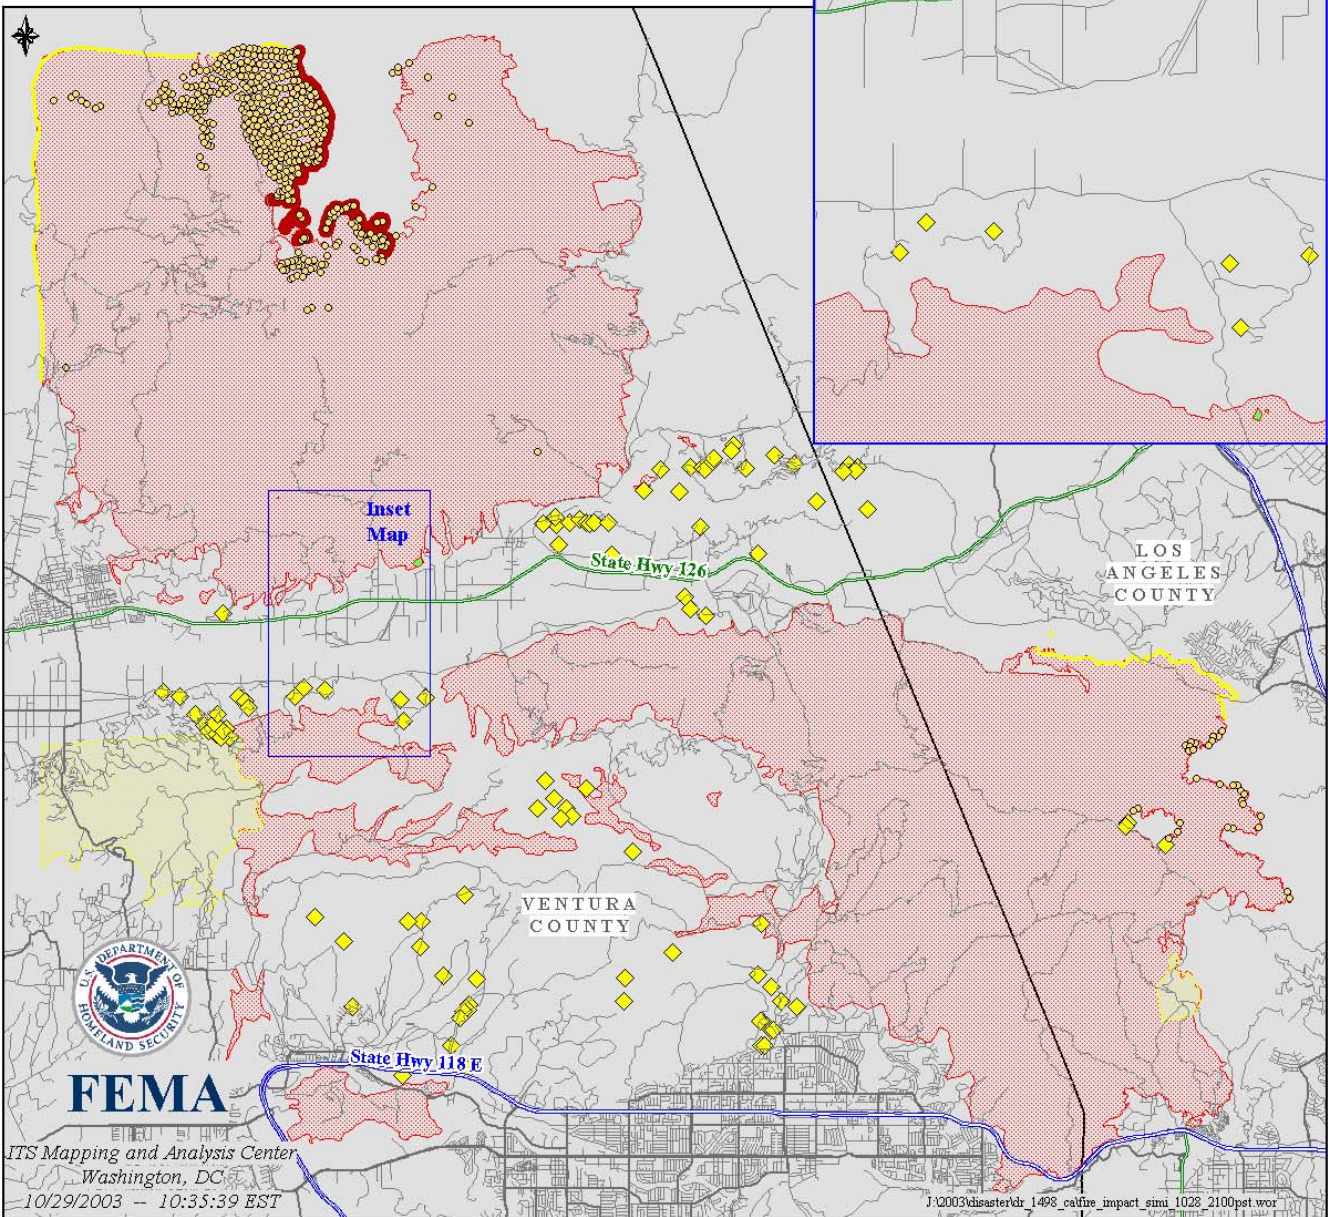 Inset
Map
State Hwy 126
LOS
ANGELES
COUNTY
VENTURA
COUNTY
U.S. DEPARTMENT OF
HOMELAND SECURITY
State Hwy 118 E
FEMA
ITS Mapping and Analysis Center
Washington, DC
10/29/2003 -- 10:35:39 EST
J:\2003\disaster\dr_1498_ca\fire_impact_simi_1028_2100pst.wor